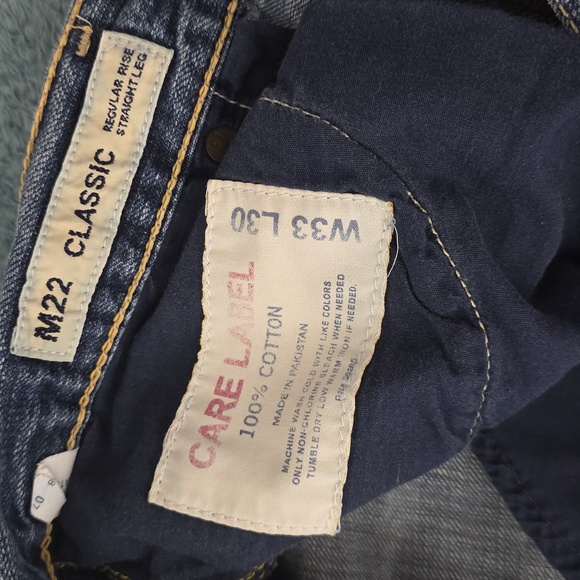 M22 CLASSIC
REGULAR RISE
STRAIGHT LEG
W33 L30
CARE LABEL
100% COTTON
MADE IN PAKISTAN
MACHINE WASH COLD WITH LIKE COLORS
ONLY NON-CHLORINE BLEACH WHEN NEEDED
TUMBLE DRY LOW WARM IRON IF NEEDED.
RN#